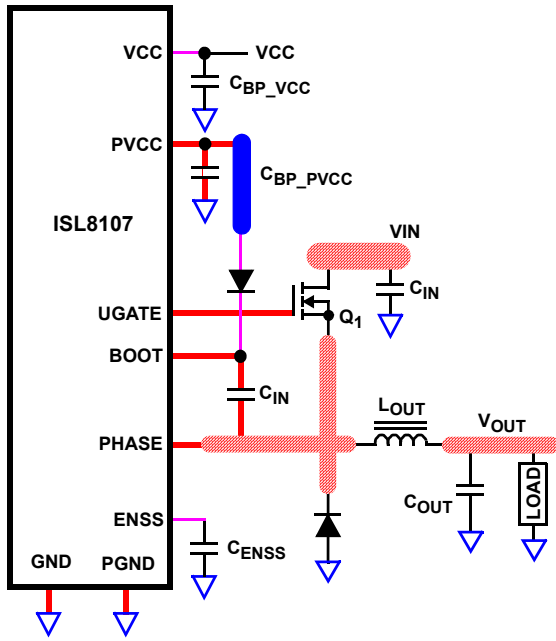 VCC
VCC
CBP_VCC
PVCC
CBP_PVCC
ISL8107
VIN
CIN
UGATE
Q1
BOOT
CIN
LOUT
VOUT
PHASE
COUT
LOAD
ENSS
CENSS
GND
PGND